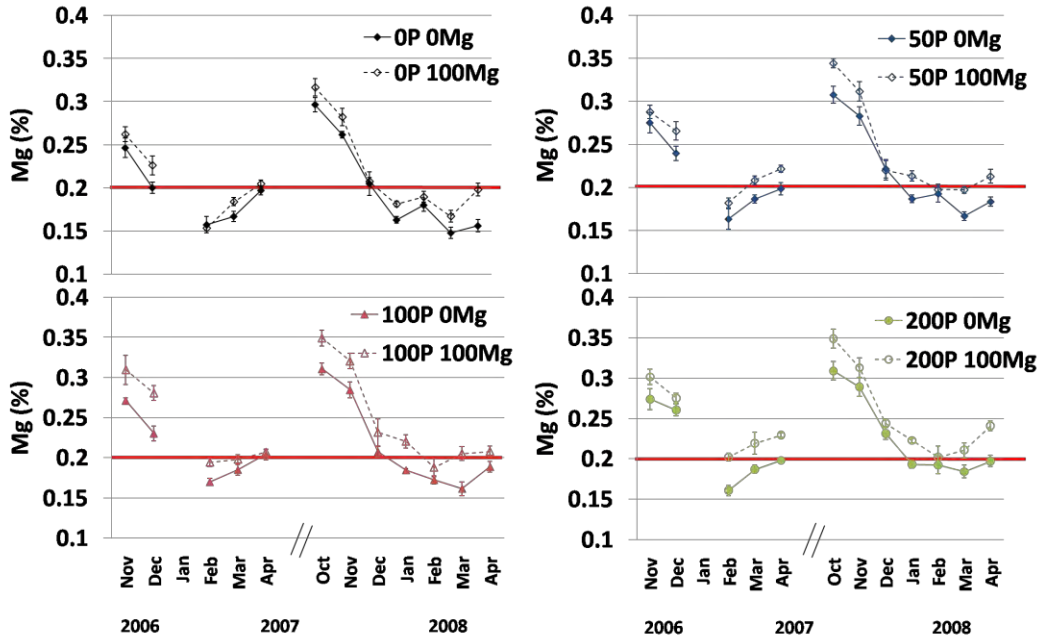 0.4
0P 0Mg
0.35
0P 100Mg
0.3
0.25
0.2
0.15
0.1
Mg (%)
0.4
50P 0Mg
0.35
50P 100Mg
0.3
0.25
0.2
0.15
0.1
Mg (%)
0.4
100P 0Mg
0.35
100P 100Mg
0.3
0.25
0.2
0.15
0.1
Mg (%)
Nov Dec Jan Feb Mar Apr // Oct Nov Dec Jan Feb Mar Apr
2006 2007 2008
0.4
200P 0Mg
0.35
200P 100Mg
0.3
0.25
0.2
0.15
0.1
Mg (%)
Nov Dec Jan Feb Mar Apr // Oct Nov Dec Jan Feb Mar Apr
2006 2007 2008